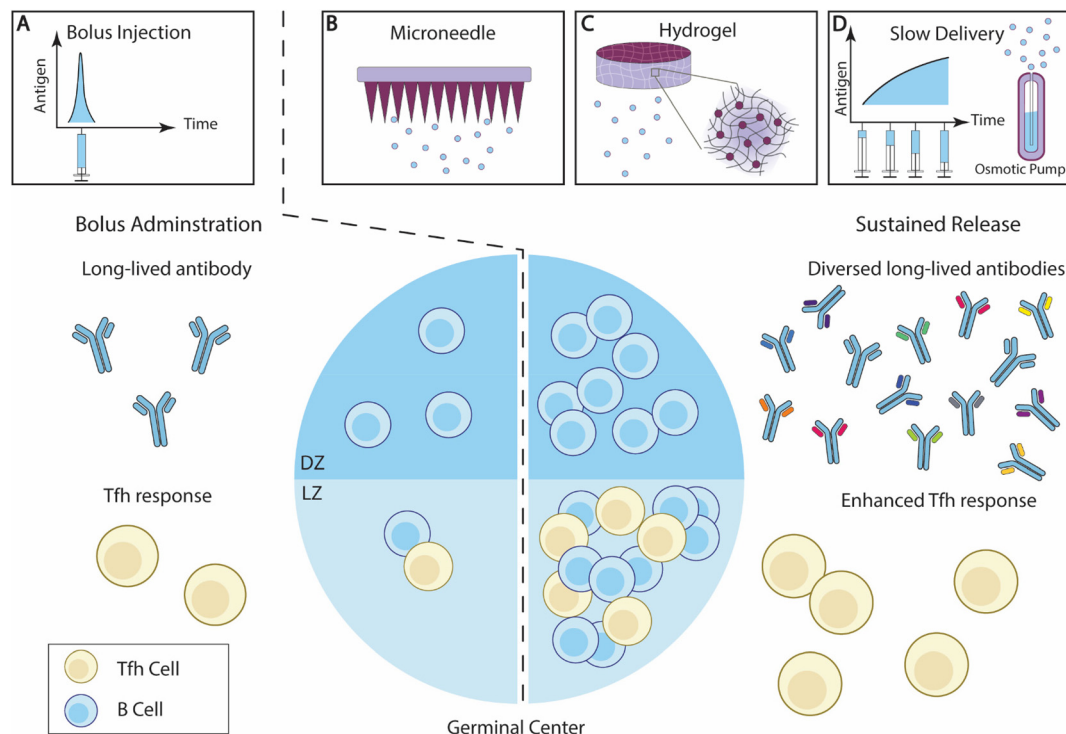 A
Bolus Injection
Antigen
Time
B
Microneedle
C
Hydrogel
D
Slow Delivery
Antigen
Time
Osmotic Pump
Bolus Adminstration
Sustained Release
Long-lived antibody
Diversed long-lived antibodies
DZ
LZ
Tfh response
Enhanced Tfh response
Tfh Cell
B Cell
Germinal Center